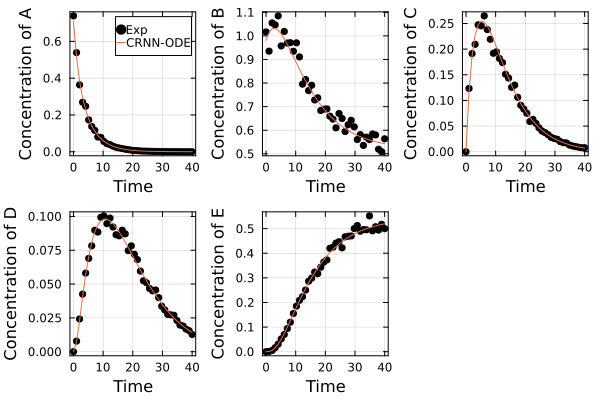 Concentration of A
0.6
0.4
0.2
0.0
0 10 20 30 40
Time
Exp
CRNN-ODE
Concentration of B
1.1
1.0
0.9
0.8
0.7
0.6
0.5
0 10 20 30 40
Time
Concentration of C
0.25
0.20
0.15
0.10
0.05
0.00
0 10 20 30 40
Time
Concentration of D
0.100
0.075
0.050
0.025
0.000
0 10 20 30 40
Time
Concentration of E
0.5
0.4
0.3
0.2
0.1
0.0
0 10 20 30 40
Time